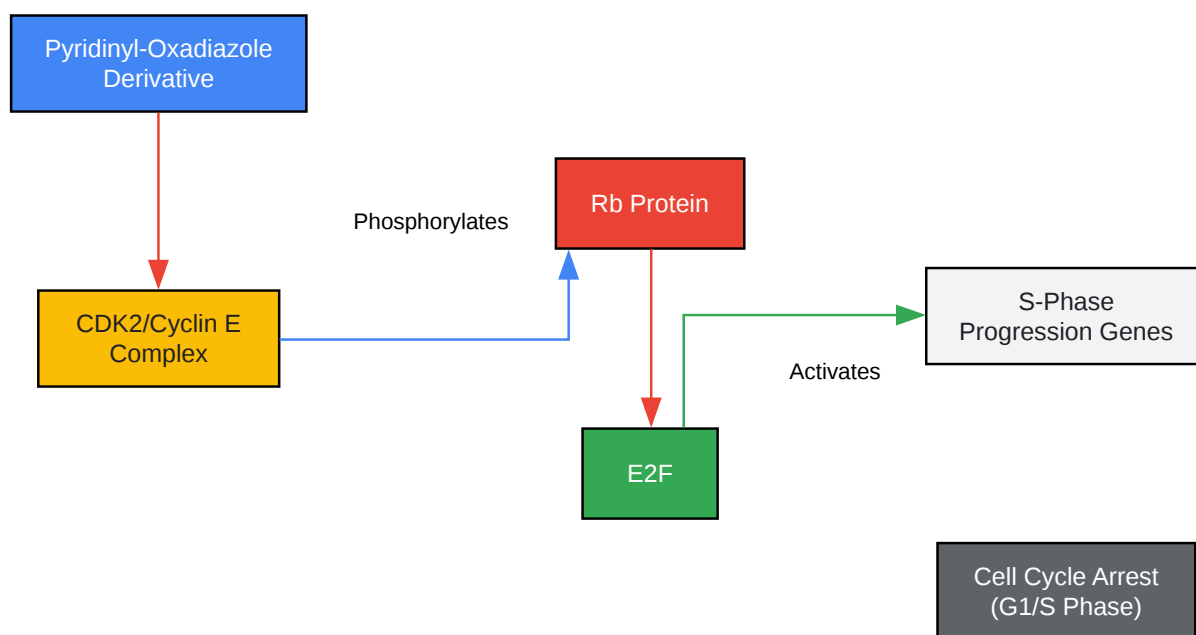 Pyridinyl-Oxadiazole
Derivative
Phosphorylates
Rb Protein
CDK2/Cyclin E
Complex
S-Phase
Progression Genes
Activates
E2F
Cell Cycle Arrest
(G1/S Phase)